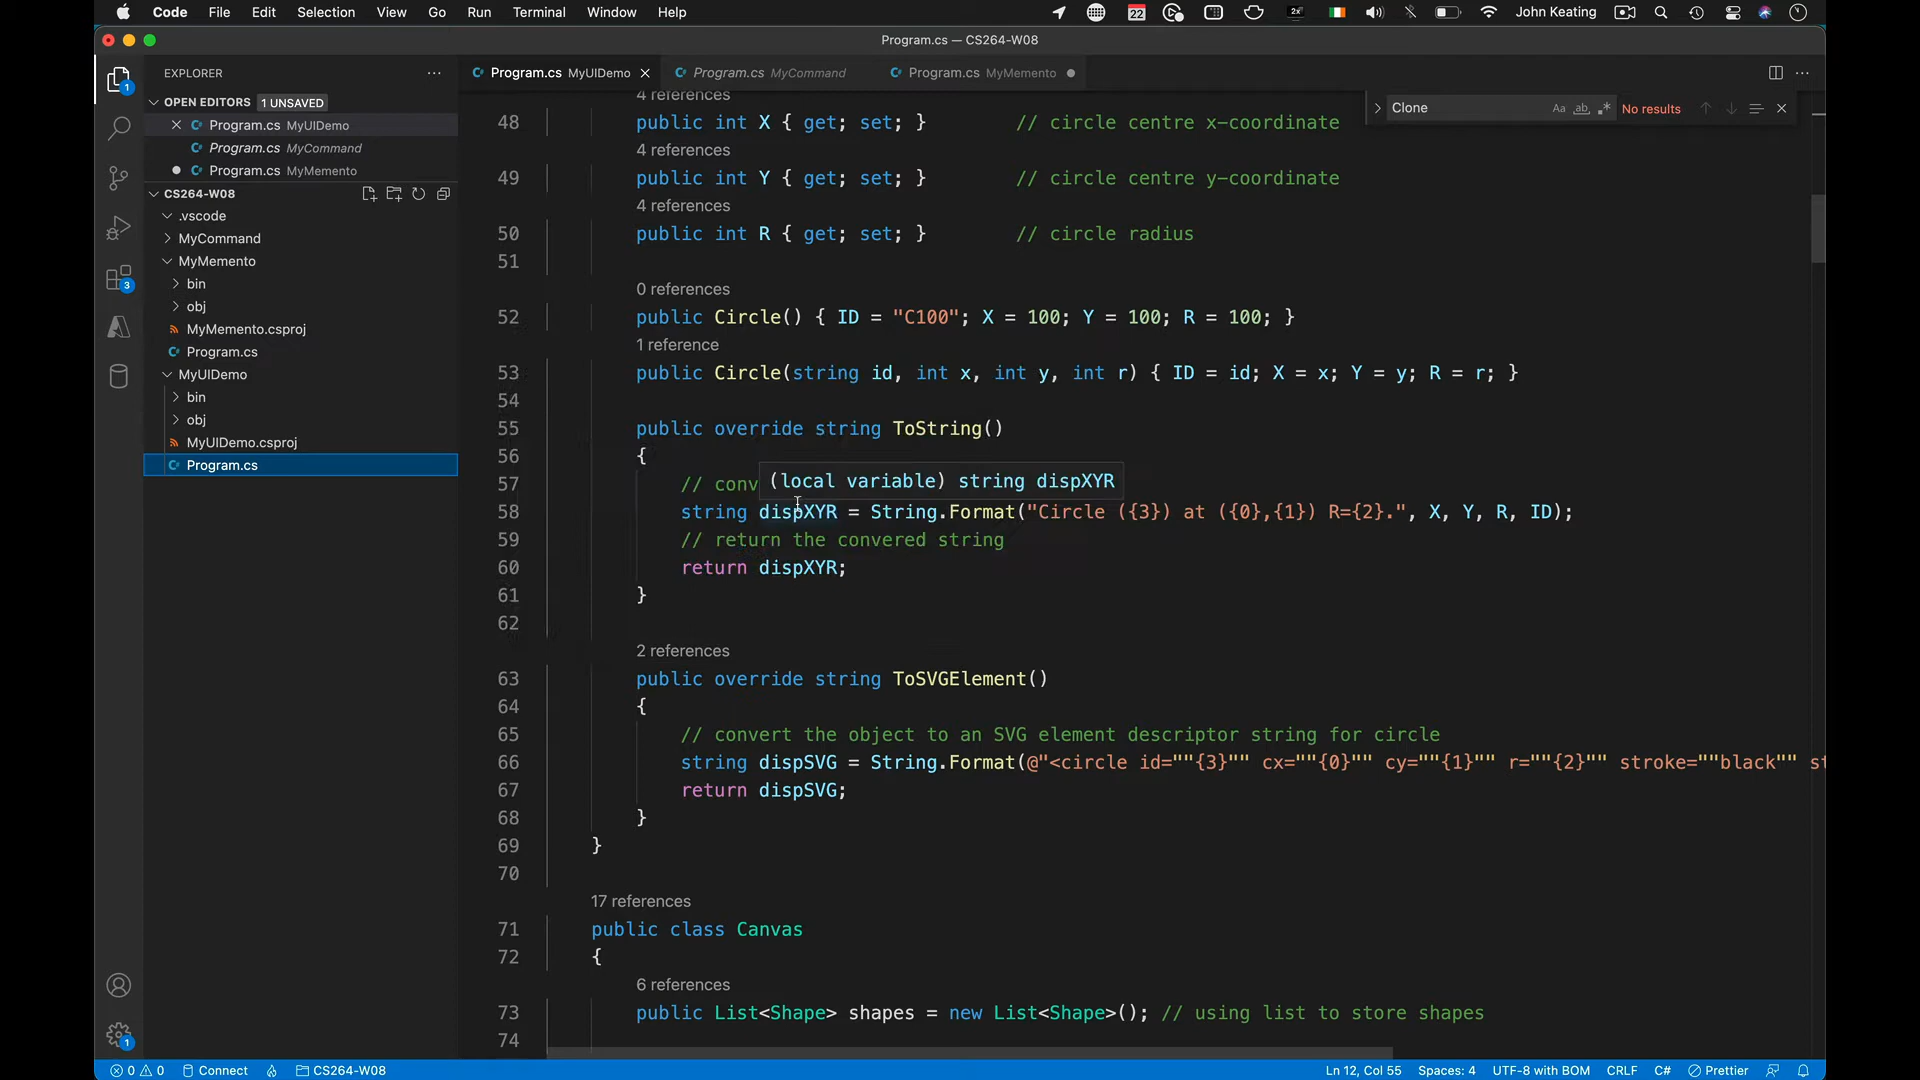 Code File Edit Selection View Go Run Terminal Window Help 22 2x John Keating
Program.cs — CS264-W08
EXPLORER
OPEN EDITORS 1 UNSAVED
Program.cs MyUIDemo
Program.cs MyCommand
Program.cs MyMemento
CS264-W08
.vscode
MyCommand
MyMemento
bin
obj
MyMemento.csproj
Program.cs
MyUIDemo
bin
obj
MyUIDemo.csproj
Program.cs
1
3
1
Program.cs MyUIDemo Program.cs MyCommand Program.cs MyMemento
Clone Aa ab No results
4 references
48 public int X { get; set; } // circle centre x-coordinate
4 references
49 public int Y { get; set; } // circle centre y-coordinate
4 references
50 public int R { get; set; } // circle radius
51
0 references
52 public Circle() { ID = "C100"; X = 100; Y = 100; R = 100; }
1 reference
53 public Circle(string id, int x, int y, int r) { ID = id; X = x; Y = y; R = r; }
54
55 public override string ToString()
56 {
(local variable) string dispXYR
57 // conv
58 string dispXYR = String.Format("Circle ({3}) at ({0},{1}) R={2}.", X, Y, R, ID);
59 // return the convered string
60 return dispXYR;
61 }
62
2 references
63 public override string ToSVGElement()
64 {
65 // convert the object to an SVG element descriptor string for circle
66 string dispSVG = String.Format(@"<circle id=""{3}"" cx=""{0}"" cy=""{1}"" r=""{2}"" stroke=""black"" st
67 return dispSVG;
68 }
69 }
70
17 references
71 public class Canvas
72 {
6 references
73 public List<Shape> shapes = new List<Shape>(); // using list to store shapes
74
0 0 Connect CS264-W08 Ln 12, Col 55 Spaces: 4 UTF-8 with BOM CRLF C# Prettier